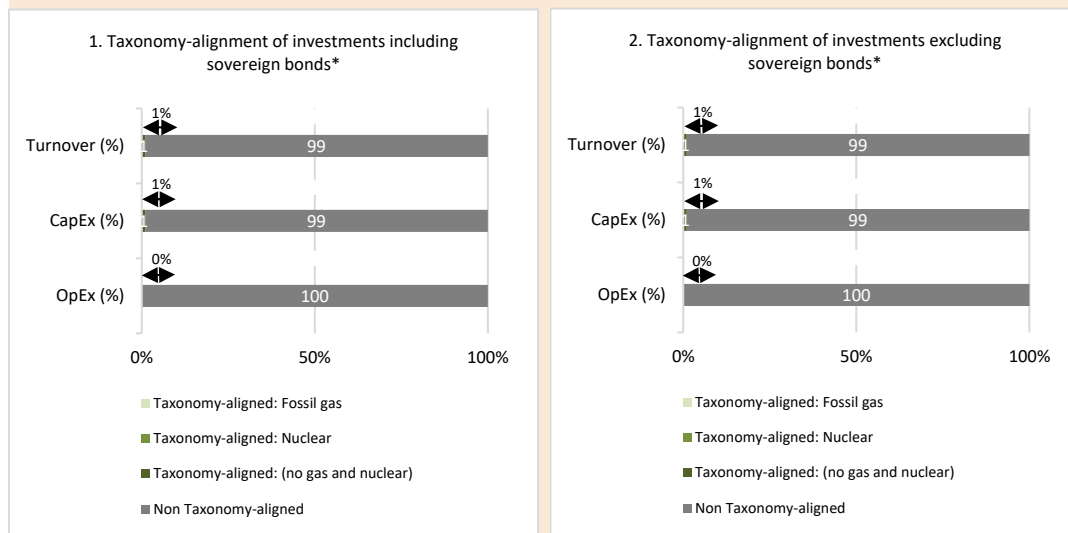 1. Taxonomy-alignment of investments including
sovereign bonds*
1%
Turnover (%)
1
99
1%
CapEx (%)
1
99
0%
OpEx (%)
100
0%
50%
100%
Taxonomy-aligned: Fossil gas
Taxonomy-aligned: Nuclear
Taxonomy-aligned: (no gas and nuclear)
Non Taxonomy-aligned
2. Taxonomy-alignment of investments excluding
sovereign bonds*
1%
Turnover (%)
1
99
1%
CapEx (%)
1
99
0%
OpEx (%)
100
0%
50%
100%
Taxonomy-aligned: Fossil gas
Taxonomy-aligned: Nuclear
Taxonomy-aligned: (no gas and nuclear)
Non Taxonomy-aligned